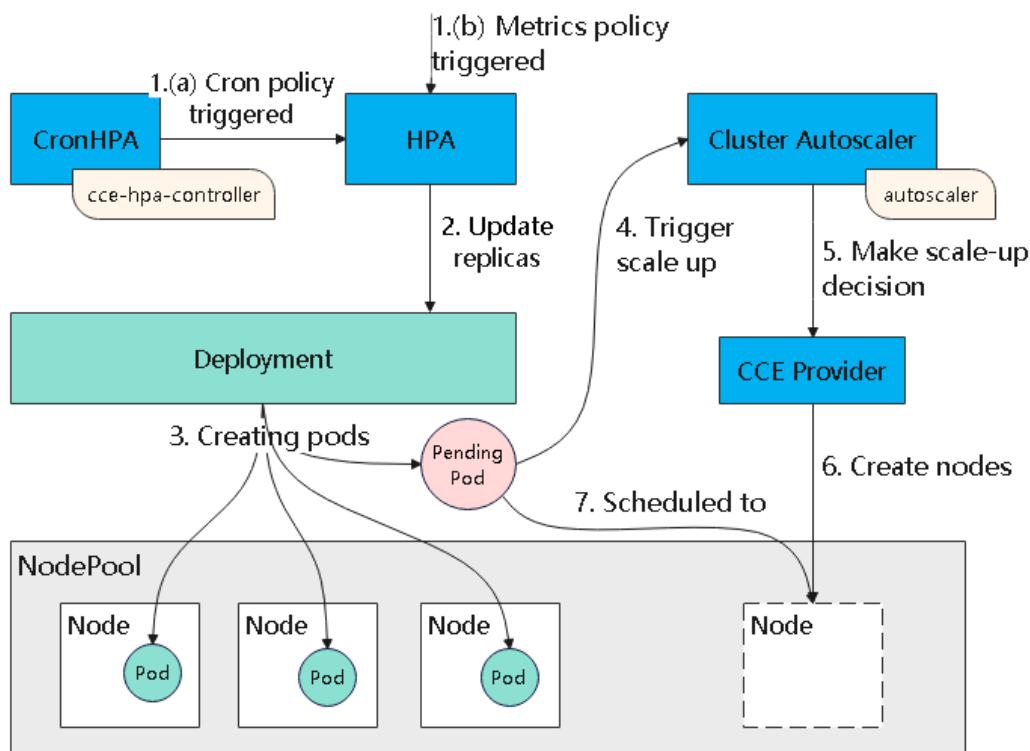 1.(b) Metrics policy
triggered
1.(a) Cron policy
triggered
CronHPA
cce-hpa-controller
HPA
Cluster Autoscaler
autoscaler
2. Update
replicas
4. Trigger
scale up
5. Make scale-up
decision
Deployment
CCE Provider
3. Creating pods
Pending
Pod
6. Create nodes
7. Scheduled to
NodePool
Node
Pod
Node
Pod
Node
Pod
Node